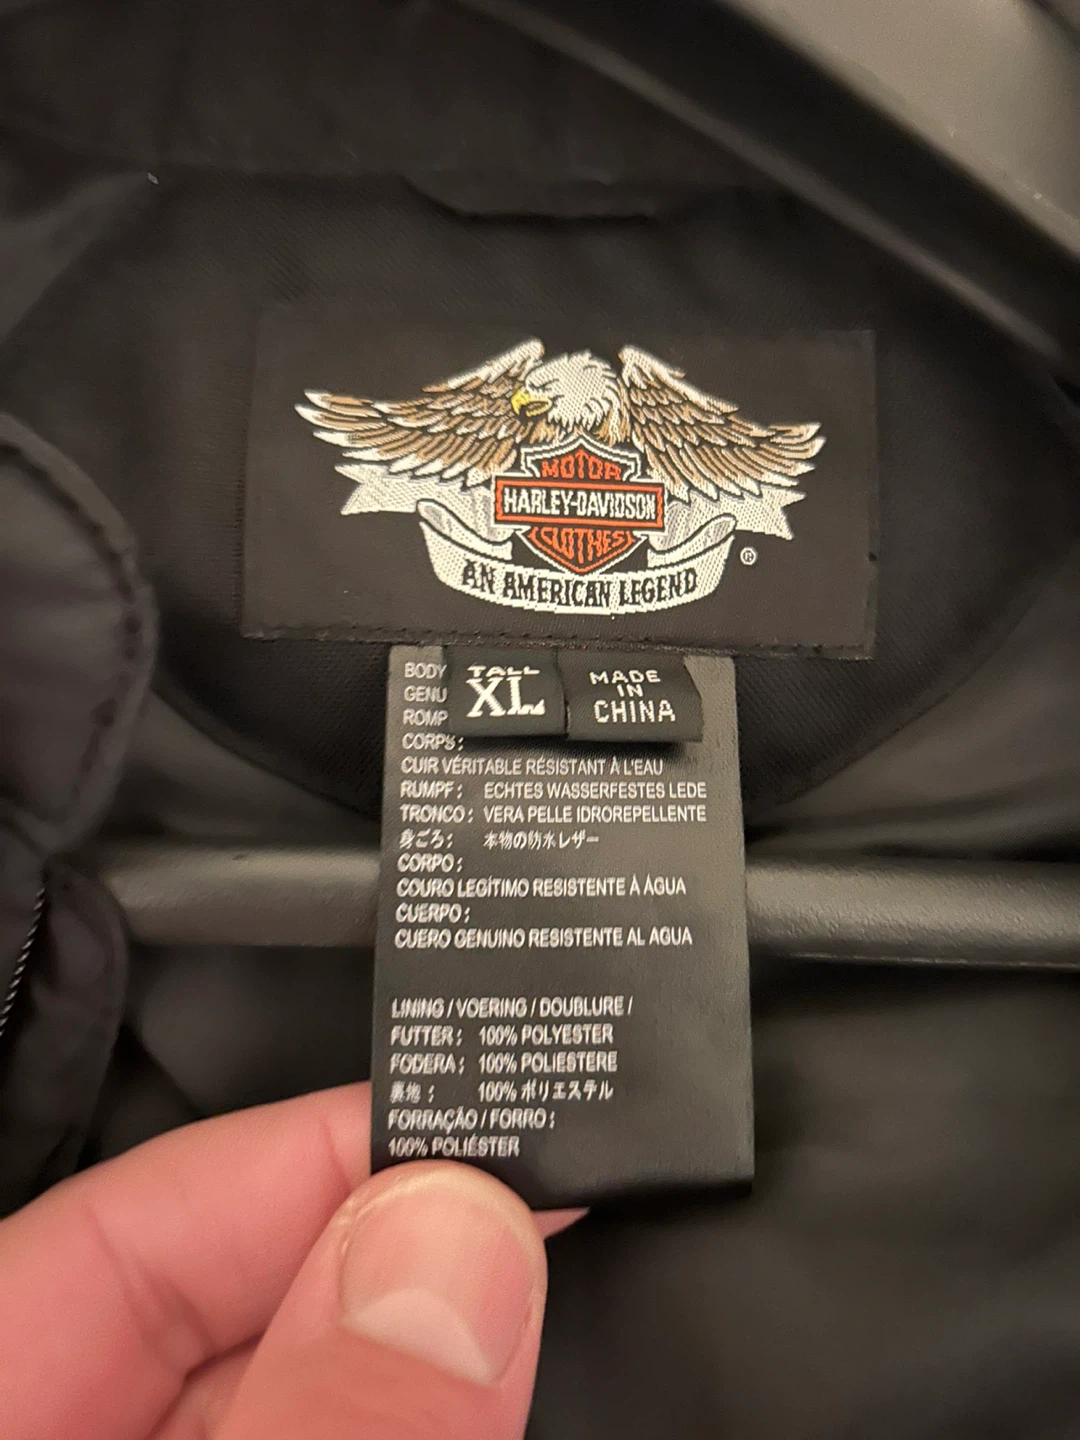 MOTOR
HARLEY-DAVIDSON
CLOTHES
®
AN AMERICAN LEGEND
TALL
XL
MADE
IN
CHINA
BODY
GENU
ROMP
CORPS:
CUIR VÉRITABLE RÉSISTANT À L'EAU
RUMPF: ECHTES WASSERFESTES LEDE
TRONCO: VERA PELLE IDROREPELLENTE
身ごろ: 本物の防水レザー
CORPO:
COURO LEGÍTIMO RESISTENTE À ÁGUA
CUERPO:
CUERO GENUINO RESISTENTE AL AGUA
LINING / VOERING / DOUBLURE /
FUTTER: 100% POLYESTER
FODERA: 100% POLIESTERE
裏地: 100% ポリエステル
FORRAÇÃO / FORRO:
100% POLIÉSTER